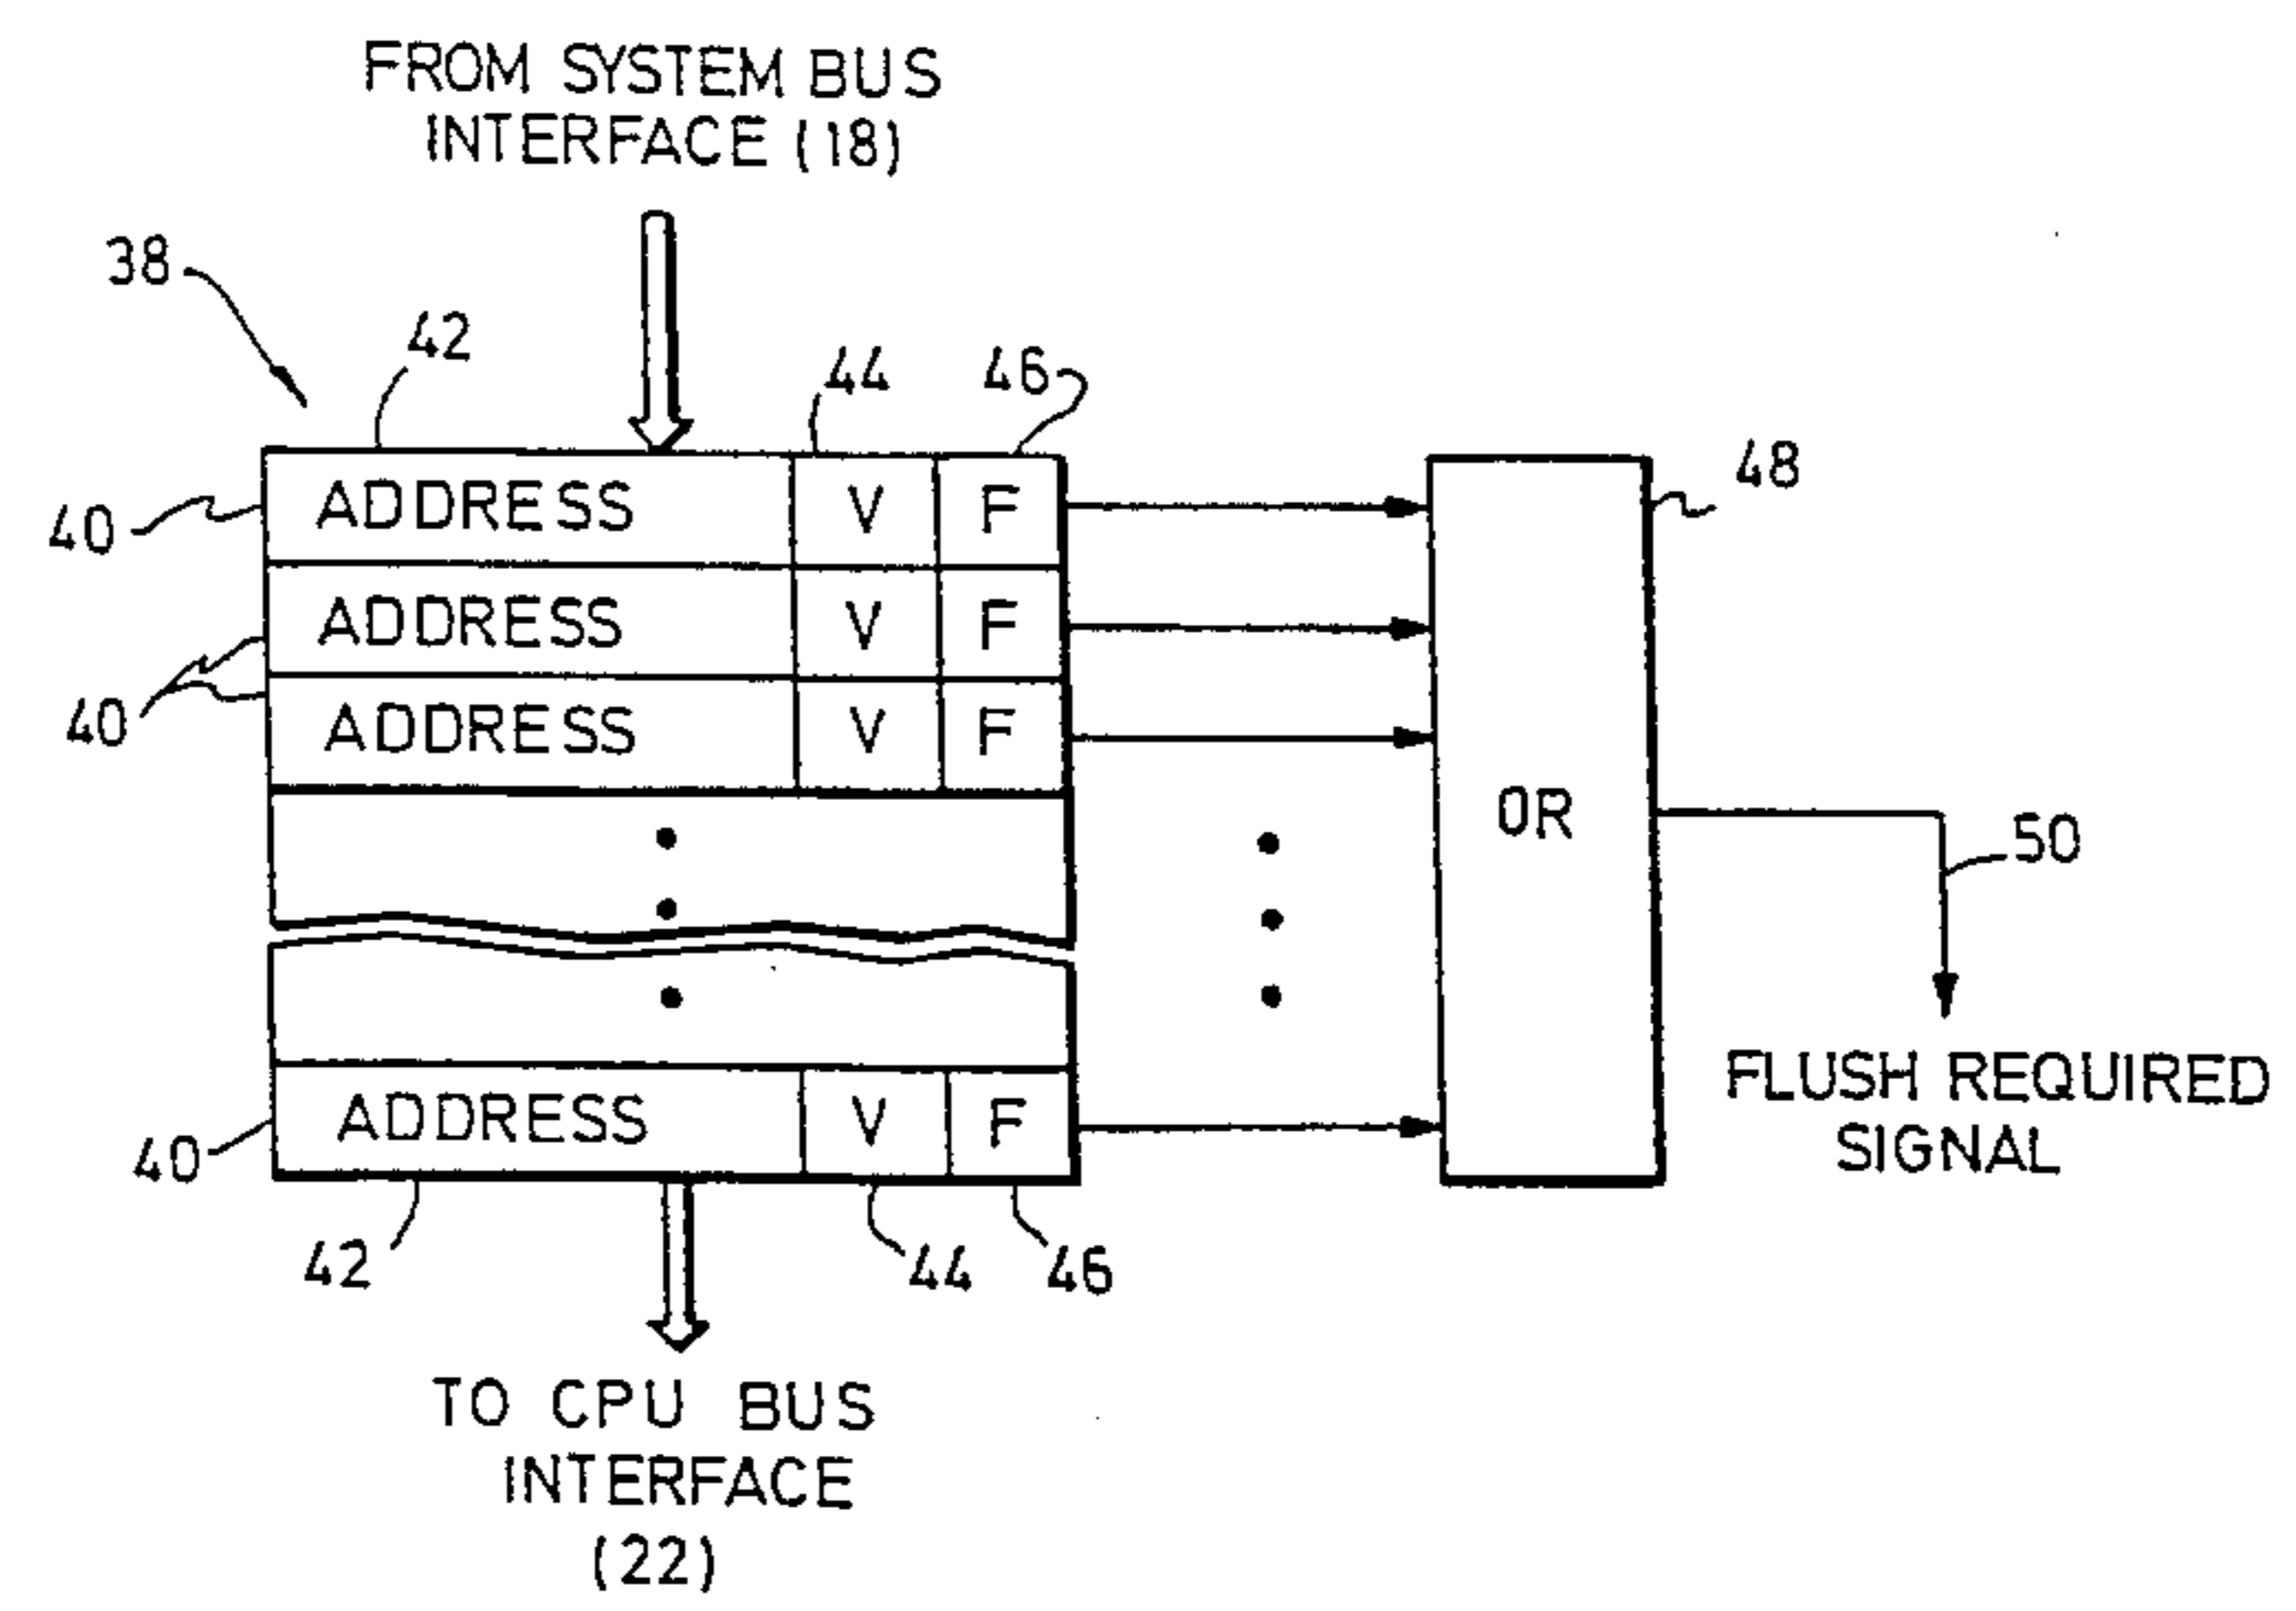 FROM SYSTEM BUS
INTERFACE (18)
38
42
44
46
40
ADDRESS V F
48
ADDRESS V F
40
ADDRESS V F
OR
50
FLUSH REQUIRED
SIGNAL
40
ADDRESS V F
42
44
46
TO CPU BUS
INTERFACE
(22)